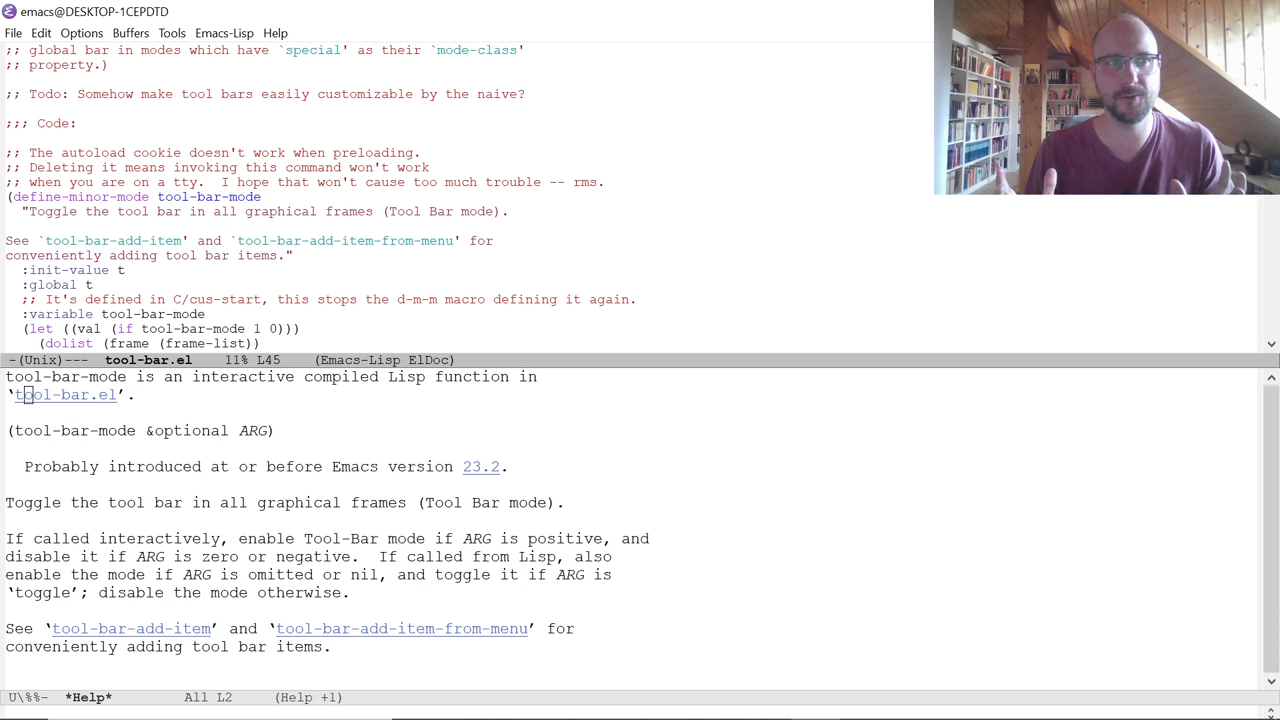 emacs@DESKTOP-1CEPDTD
File Edit Options Buffers Tools Emacs-Lisp Help
;; global bar in modes which have `special' as their `mode-class'
;; property.)
;; Todo: Somehow make tool bars easily customizable by the naive?
;;; Code:
;; The autoload cookie doesn't work when preloading.
;; Deleting it means invoking this command won't work
;; when you are on a tty.  I hope that won't cause too much trouble -- rms.
(define-minor-mode tool-bar-mode
  "Toggle the tool bar in all graphical frames (Tool Bar mode).
See `tool-bar-add-item' and `tool-bar-add-item-from-menu' for
conveniently adding tool bar items."
  :init-value t
  :global t
  ;; It's defined in C/cus-start, this stops the d-m-m macro defining it again.
  :variable tool-bar-mode
  (let ((val (if tool-bar-mode 1 0)))
    (dolist (frame (frame-list))
-(Unix)---  tool-bar.el    11% L45    (Emacs-Lisp ElDoc)
tool-bar-mode is an interactive compiled Lisp function in
‘tool-bar.el’.
(tool-bar-mode &optional ARG)
  Probably introduced at or before Emacs version 23.2.
Toggle the tool bar in all graphical frames (Tool Bar mode).
If called interactively, enable Tool-Bar mode if ARG is positive, and
disable it if ARG is zero or negative.  If called from Lisp, also
enable the mode if ARG is omitted or nil, and toggle it if ARG is
‘toggle’; disable the mode otherwise.
See ‘tool-bar-add-item’ and ‘tool-bar-add-item-from-menu’ for
conveniently adding tool bar items.
U\%%-  *Help*        All L2     (Help +1)